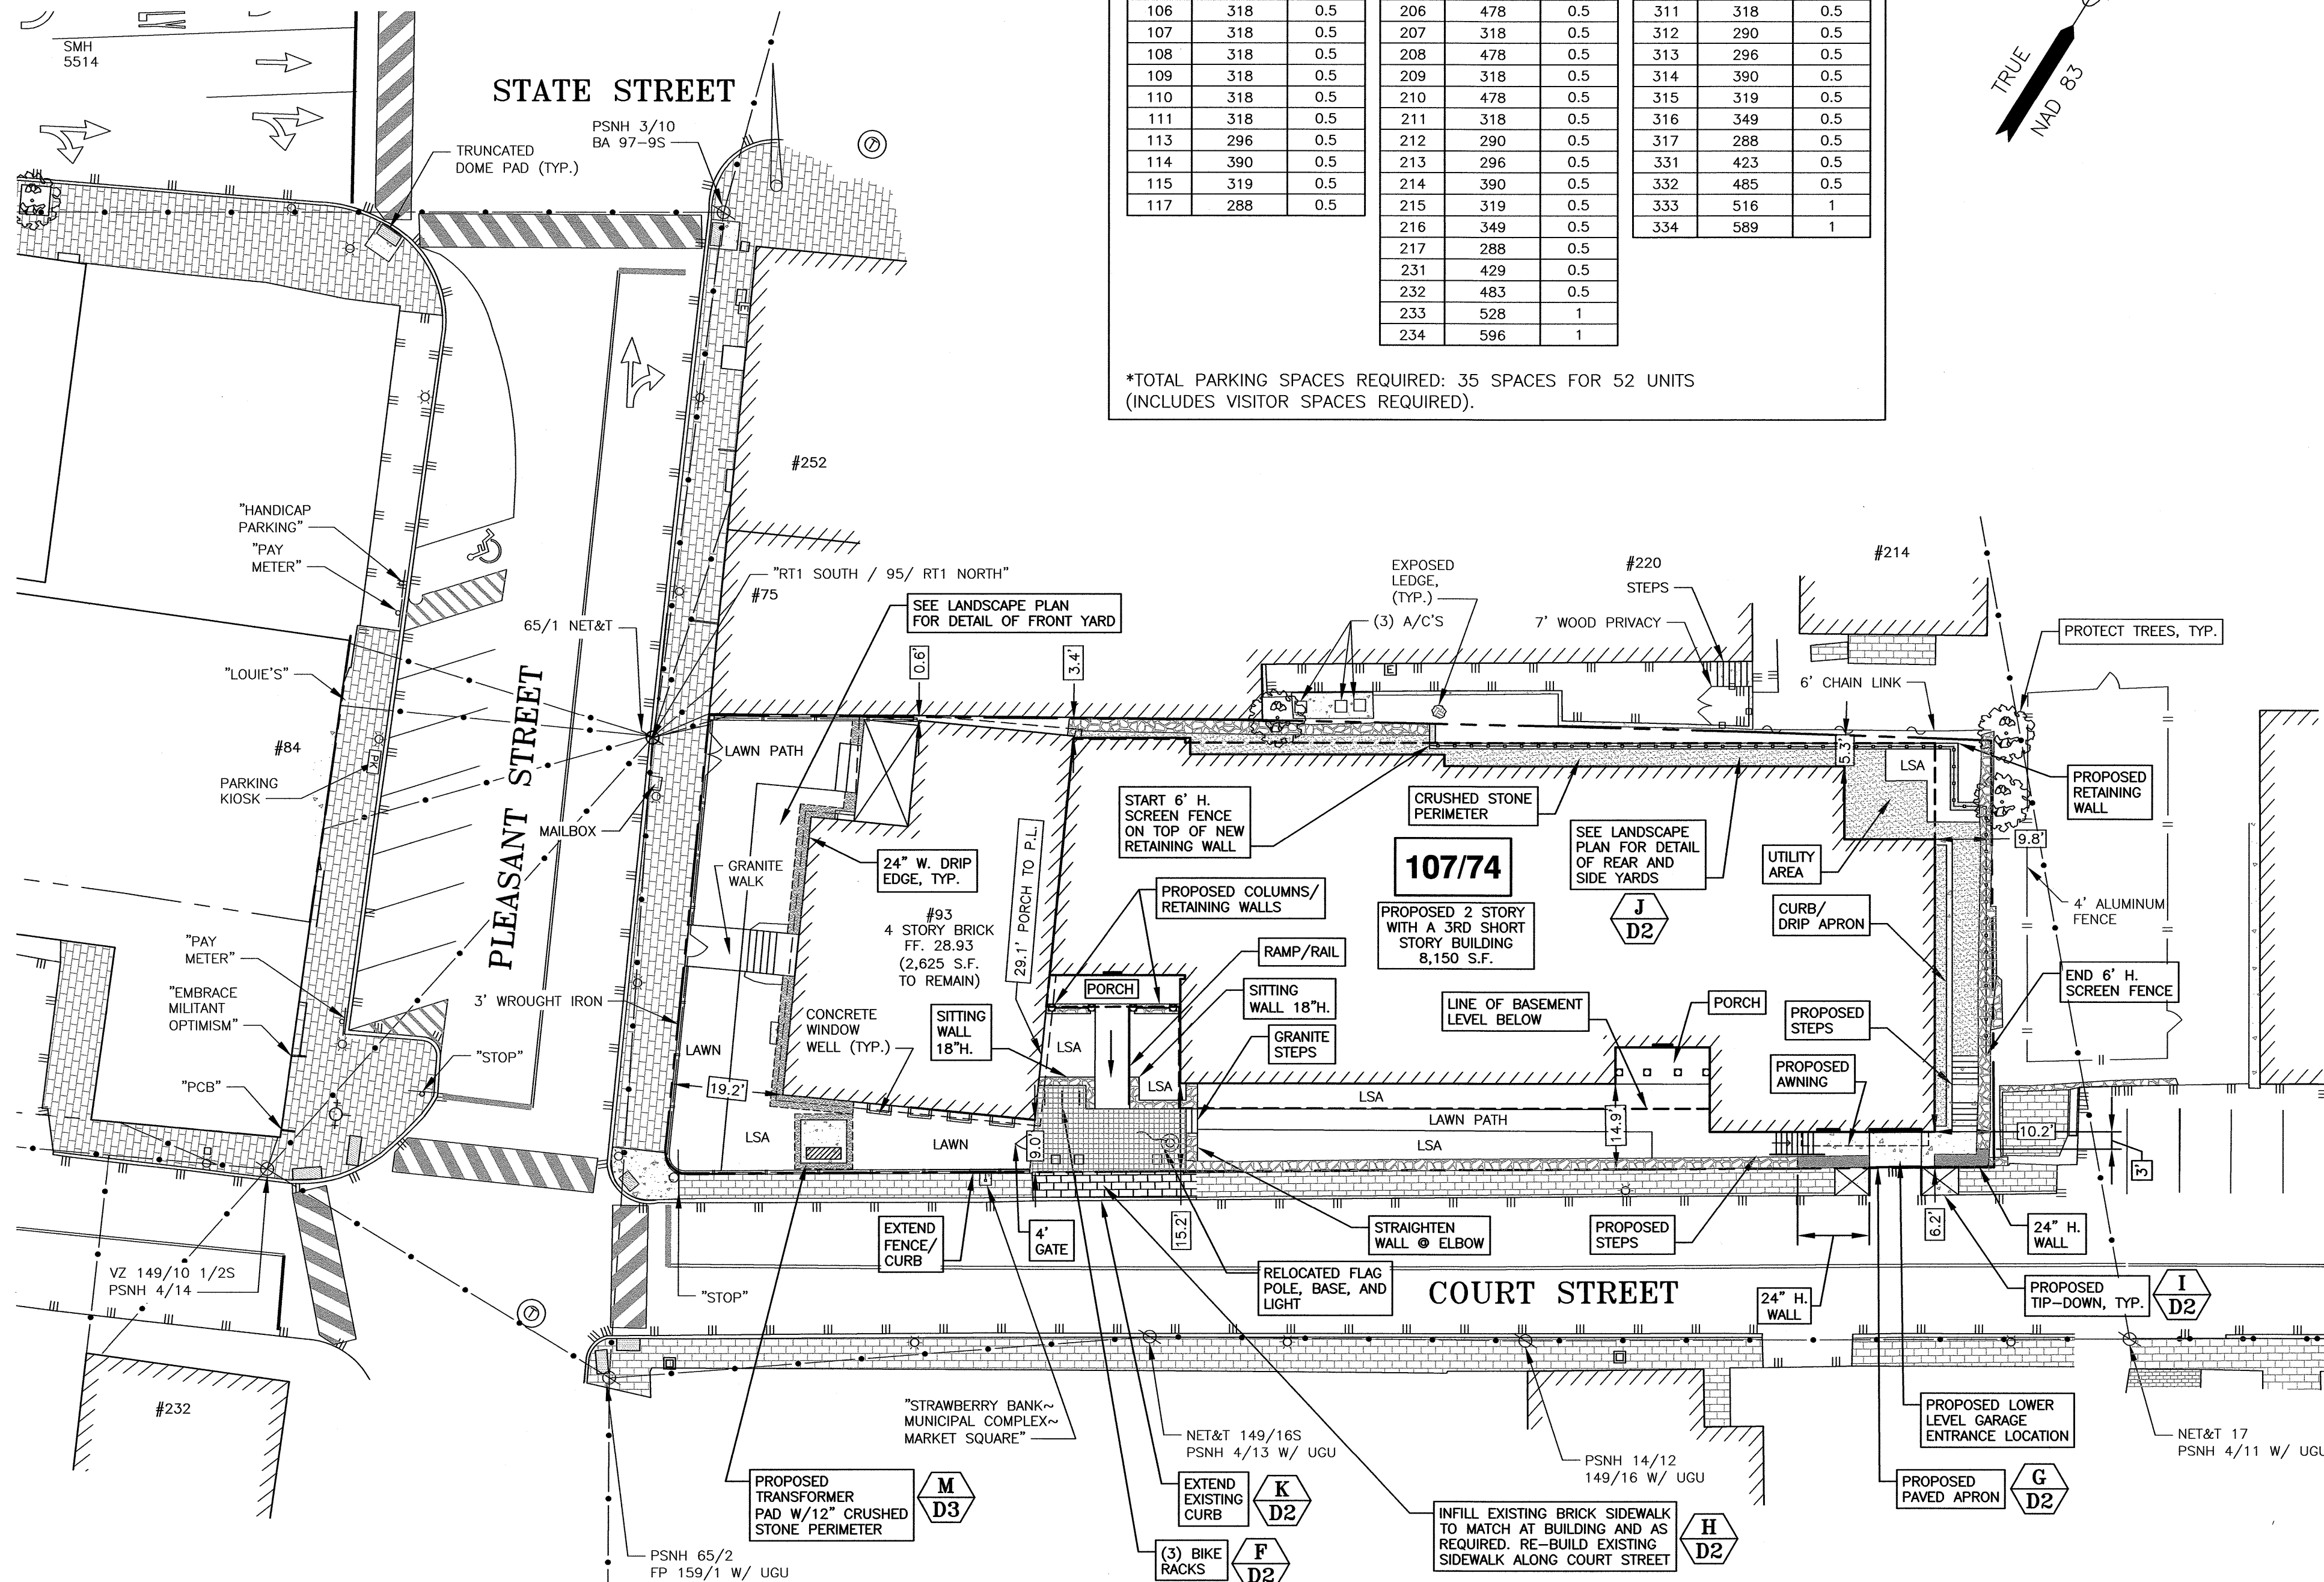 106 318 0.5
107 318 0.5
108 318 0.5
109 318 0.5
110 318 0.5
111 318 0.5
113 296 0.5
114 390 0.5
115 319 0.5
117 288 0.5
206 478 0.5
207 318 0.5
208 478 0.5
209 318 0.5
210 478 0.5
211 318 0.5
212 290 0.5
213 296 0.5
214 390 0.5
215 319 0.5
216 349 0.5
217 288 0.5
231 429 0.5
232 483 0.5
233 528 1
234 596 1
311 318 0.5
312 290 0.5
313 296 0.5
314 390 0.5
315 319 0.5
316 349 0.5
317 288 0.5
331 423 0.5
332 485 0.5
333 516 1
334 589 1
*TOTAL PARKING SPACES REQUIRED: 35 SPACES FOR 52 UNITS
(INCLUDES VISITOR SPACES REQUIRED).
TRUE
NAD 83
SMH
5514
STATE STREET
PSNH 3/10
BA 97-9S
TRUNCATED
DOME PAD (TYP.)
T
#252
"HANDICAP
PARKING"
"PAY
METER"
"RT1 SOUTH / 95/ RT1 NORTH"
#75
65/1 NET&T
SEE LANDSCAPE PLAN
FOR DETAIL OF FRONT YARD
0.6'
3.4'
EXPOSED
LEDGE,
(TYP.)
(3) A/C'S
#220
STEPS
7' WOOD PRIVACY
#214
PROTECT TREES, TYP.
6' CHAIN LINK
E
"LOUIE'S"
#84
PK
PARKING
KIOSK
PLEASANT STREET
MAILBOX
LAWN PATH
5.3'
LSA
PROPOSED
RETAINING
WALL
START 6' H.
SCREEN FENCE
ON TOP OF NEW
RETAINING WALL
CRUSHED STONE
PERIMETER
SEE LANDSCAPE
PLAN FOR DETAIL
OF REAR AND
SIDE YARDS
J
D2
UTILITY
AREA
9.8'
24" W. DRIP
EDGE, TYP.
GRANITE
WALK
29.1' PORCH TO P.L.
107/74
PROPOSED COLUMNS/
RETAINING WALLS
PROPOSED 2 STORY
WITH A 3RD SHORT
STORY BUILDING
8,150 S.F.
CURB/
DRIP APRON
4' ALUMINUM
FENCE
#93
4 STORY BRICK
FF. 28.93
(2,625 S.F.
TO REMAIN)
"PAY
METER"
RAMP/RAIL
PORCH
SITTING
WALL 18"H.
LINE OF BASEMENT
LEVEL BELOW
PORCH
END 6' H.
SCREEN FENCE
"EMBRACE
MILITANT
OPTIMISM"
3' WROUGHT IRON
CONCRETE
WINDOW
WELL (TYP.)
SITTING
WALL
18"H.
GRANITE
STEPS
PROPOSED
STEPS
PROPOSED
AWNING
"STOP"
LAWN
LSA
LSA
"PCB"
19.2'
LSA
LAWN PATH
14.9'
LSA
LSA
LAWN
9.0'
10.2'
3'
EXTEND
FENCE/
CURB
4'
GATE
15.2'
STRAIGHTEN
WALL @ ELBOW
PROPOSED
STEPS
6.2'
24" H.
WALL
VZ 149/10 1/2S
PSNH 4/14
"STOP"
RELOCATED FLAG
POLE, BASE, AND
LIGHT
COURT STREET
24" H.
WALL
PROPOSED
TIP-DOWN, TYP.
I
D2
T
#232
"STRAWBERRY BANK~
MUNICIPAL COMPLEX~
MARKET SQUARE"
NET&T 149/16S
PSNH 4/13 W/ UGU
PSNH 14/12
149/16 W/ UGU
PROPOSED LOWER
LEVEL GARAGE
ENTRANCE LOCATION
NET&T 17
PSNH 4/11 W/ UGU
PROPOSED
TRANSFORMER
PAD W/12" CRUSHED
STONE PERIMETER
M
D3
EXTEND
EXISTING
CURB
K
D2
PROPOSED
PAVED APRON
G
D2
INFILL EXISTING BRICK SIDEWALK
TO MATCH AT BUILDING AND AS
REQUIRED. RE-BUILD EXISTING
SIDEWALK ALONG COURT STREET
H
D2
(3) BIKE
RACKS
F
D2
PSNH 65/2
FP 159/1 W/ UGU